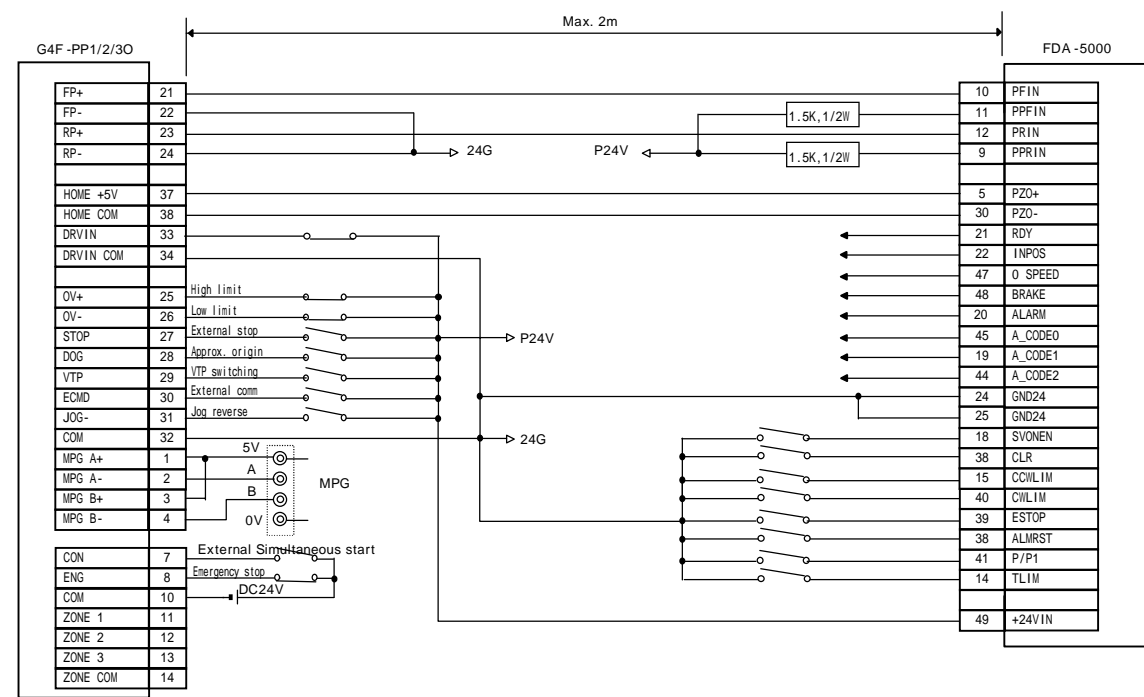 Max. 2m
G4F -PP1/2/3O
FDA -5000
FP+ 21
10 PFIN
FP- 22
1.5K,1/2W
11 PPFIN
RP+ 23
12 PRIN
RP- 24
24G
P24V
1.5K,1/2W
9 PPRIN
HOME +5V 37
5 PZO+
HOME COM 38
30 PZO-
DRVIN 33
21 RDY
DRVIN COM 34
22 INPOS
47 0 SPEED
OV+ 25 High limit
48 BRAKE
OV- 26 Low limit
20 ALARM
STOP 27 External stop
P24V
45 A_CODE0
DOG 28 Approx. origin
19 A_CODE1
VTP 29 VTP switching
44 A_CODE2
ECMD 30 External comm
24 GND24
JOG- 31 Jog reverse
25 GND24
COM 32
24G
18 SVONEN
MPG A+ 1
5V
38 CLR
MPG A- 2
A
MPG
15 CCWLIM
MPG B+ 3
B
40 CWLIM
MPG B- 4
0V
39 ESTOP
38 ALMRST
CON 7 External Simultaneous start
41 P/P1
ENG 8 Emergency stop
14 TLIM
COM 10
DC24V
ZONE 1 11
49 +24VIN
ZONE 2 12
ZONE 3 13
ZONE COM 14